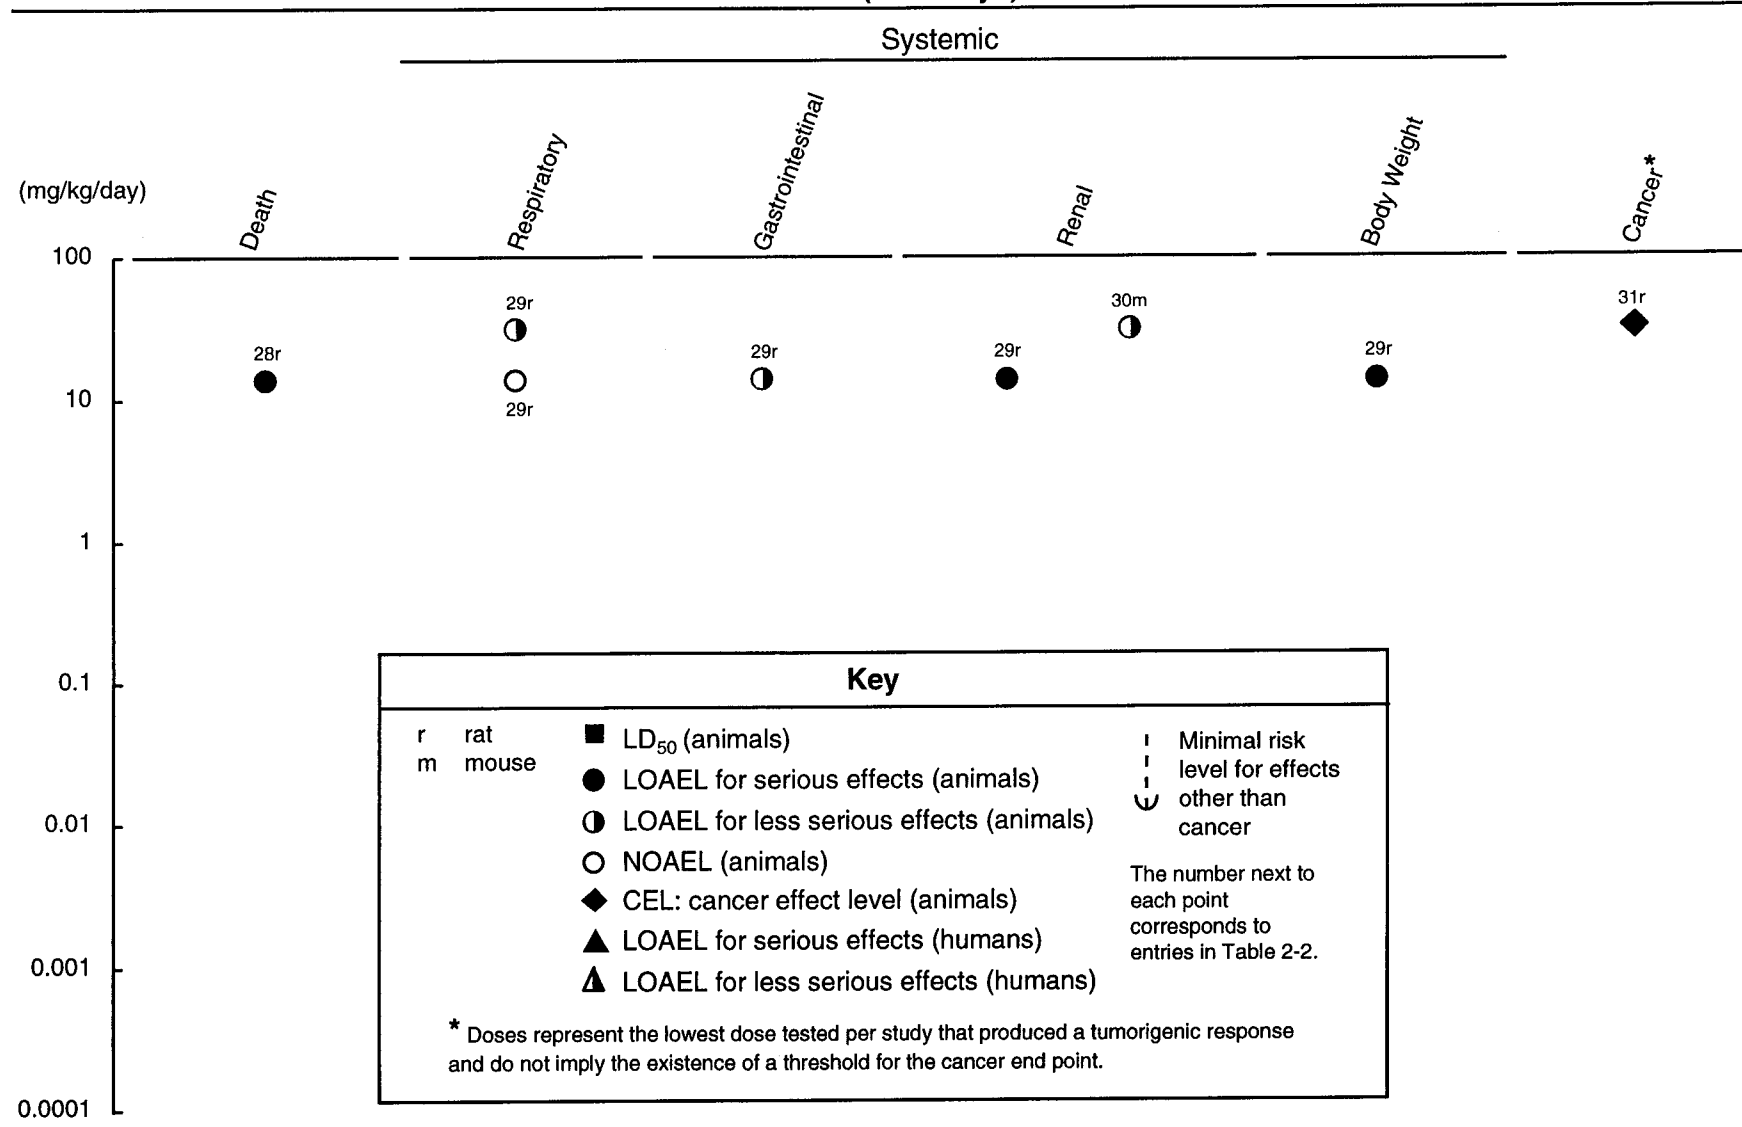 Systemic
(mg/kg/day)
Death
Respiratory
Gastrointestinal
Renal
Body Weight
Cancer*
100
29r
30m
31r
28r
29r
29r
29r
10
29r
1
0.1
0.01
0.001
0.0001
Key
r rat
m mouse
LD50 (animals)
LOAEL for serious effects (animals)
LOAEL for less serious effects (animals)
NOAEL (animals)
CEL: cancer effect level (animals)
LOAEL for serious effects (humans)
LOAEL for less serious effects (humans)
Minimal risk
level for effects
other than
cancer
The number next to
each point
corresponds to
entries in Table 2-2.
* Doses represent the lowest dose tested per study that produced a tumorigenic response
and do not imply the existence of a threshold for the cancer end point.